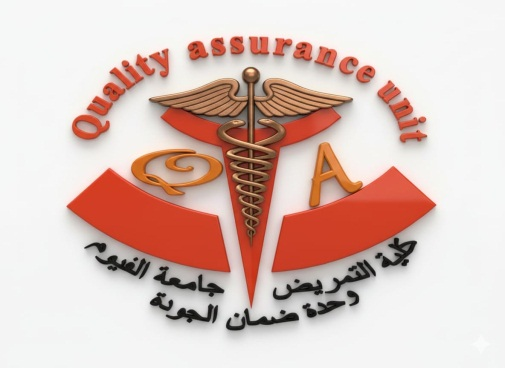 Quality assurance unit
Q A
كلية التمريض جامعة الفيوم
وحدة ضمان الجودة